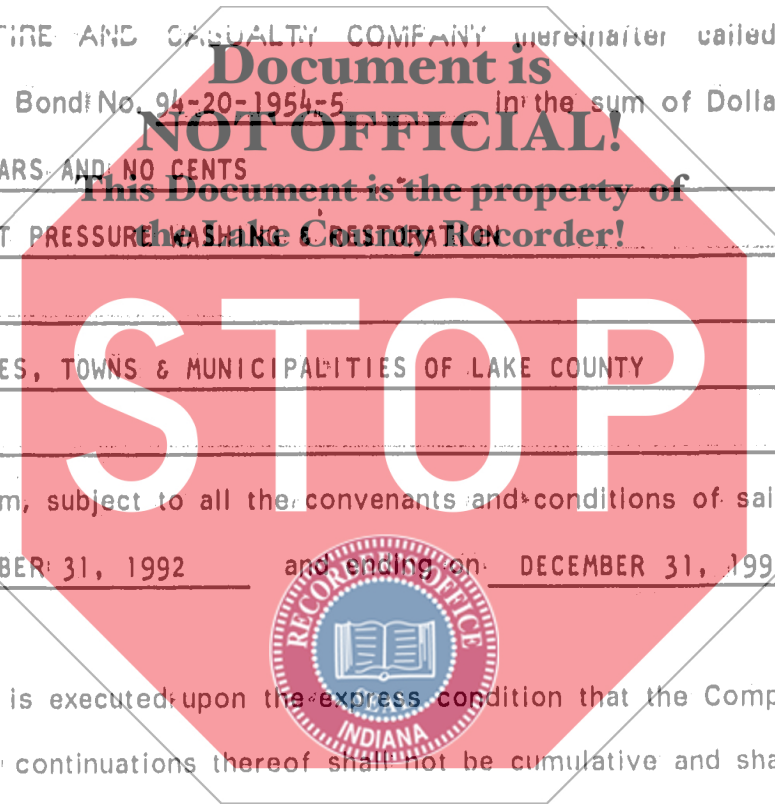 FIRE AND CASUALTY COMPANY hereinafter called
Document is
Bond No. 94-20-1954-5 in the sum of Dolla
NOT OFFICIAL!
ARS AND NO CENTS
This Document is the property of
T PRESSURE WASHING & RESTORATION
the Lake County Recorder!
STOP
ES, TOWNS & MUNICIPALITIES OF LAKE COUNTY
m, subject to all the convenants and conditions of sai
BER 31, 1992 and ending on DECEMBER 31, 199
RECORDER'S OFFICE
is executed upon the express condition that the Comp
SEAL
INDIANA
continuations thereof shall not be cumulative and sha